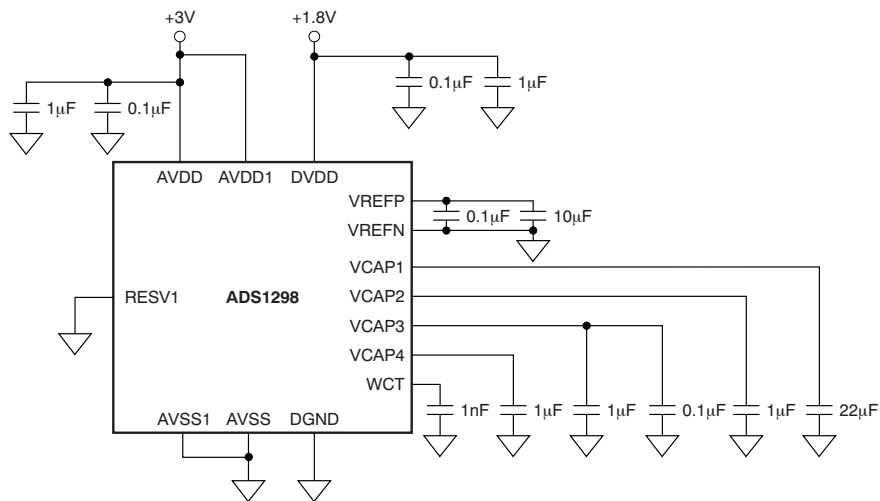 +3V
+1.8V
1μF
0.1μF
0.1μF
1μF
AVDD
AVDD1
DVDD
VREFP
0.1μF
10μF
VREFN
VCAP1
RESV1
ADS1298
VCAP2
VCAP3
VCAP4
WCT
1nF
1μF
1μF
0.1μF
1μF
22μF
AVSS1
AVSS
DGND